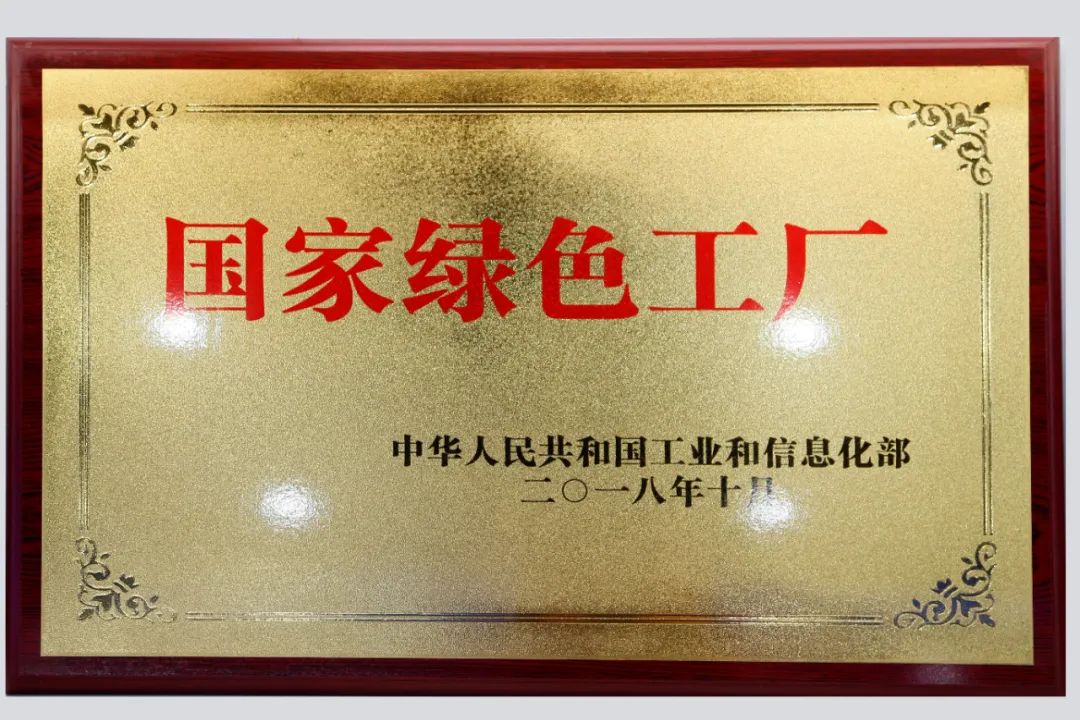 国家绿色工厂
中华人民共和国工业和信息化部
二〇一八年十月